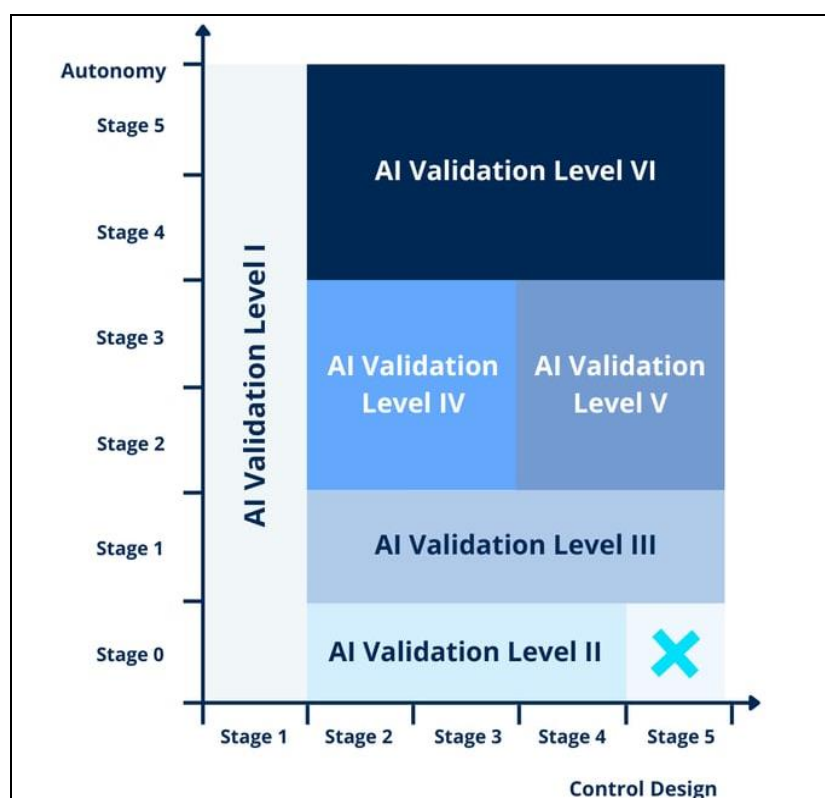 Autonomy
Stage 5
AI Validation Level VI
Stage 4
AI Validation Level I
Stage 3
AI Validation
Level IV
AI Validation
Level V
Stage 2
AI Validation Level III
Stage 1
AI Validation Level II
Stage 0
Stage 1
Stage 2
Stage 3
Stage 4
Stage 5
Control Design